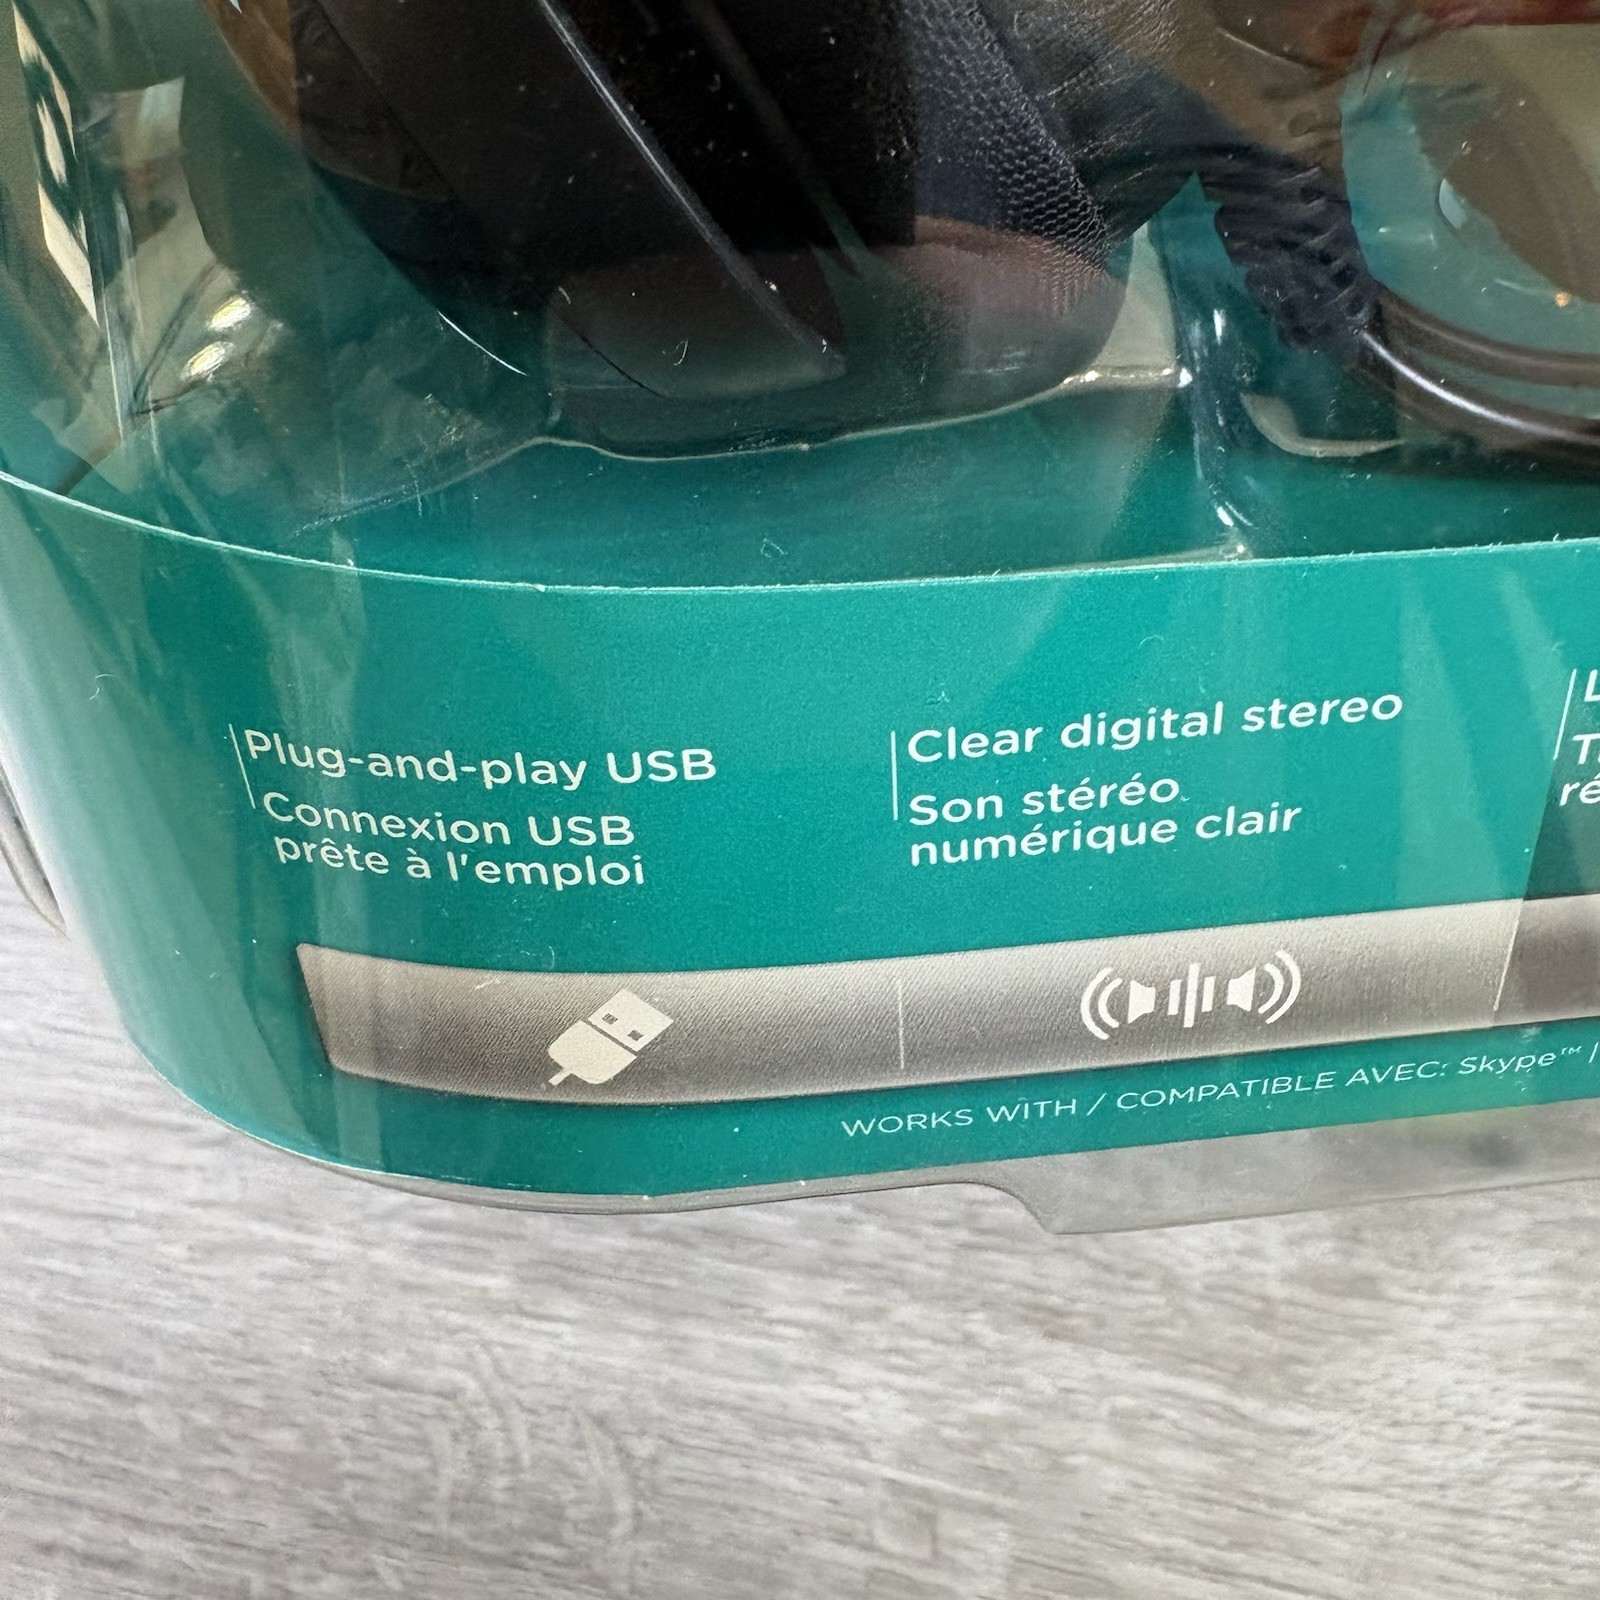 Plug-and-play USB
Connexion USB
prête à l'emploi
Clear digital stereo
Son stéréo
numérique clair
WORKS WITH / COMPATIBLE AVEC: Skype™ /